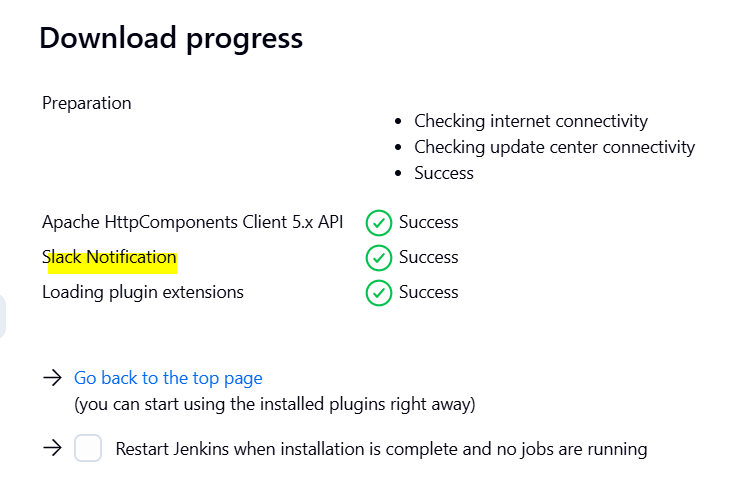 Download progress
Preparation
Checking internet connectivity
Checking update center connectivity
Success
Apache HttpComponents Client 5.x API Success
Slack Notification Success
Loading plugin extensions Success
Go back to the top page
(you can start using the installed plugins right away)
Restart Jenkins when installation is complete and no jobs are running